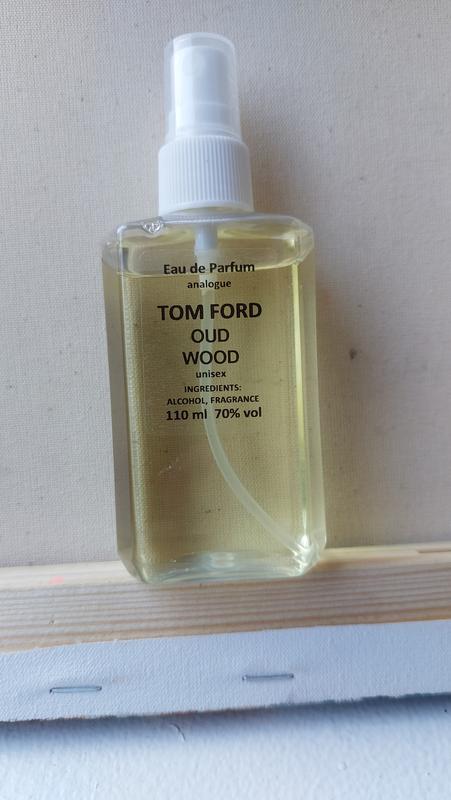 Eau de Parfum
analogue
TOM FORD
OUD
WOOD
unisex
INGREDIENTS:
ALCOHOL, FRAGRANCE
110 ml 70% vol